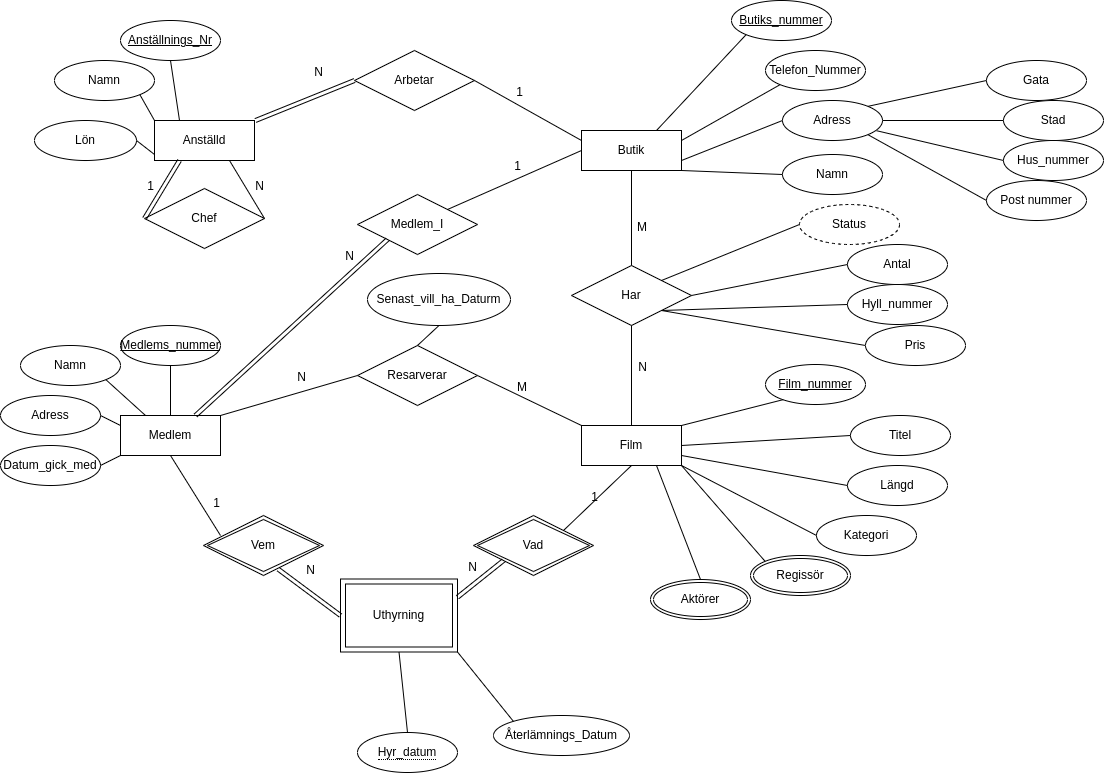 Butiks_nummer
Anställnings_Nr
Namn
Lön
N
Arbetar
1
Telefon_Nummer
Gata
Adress
Stad
Anställd
Butik
Hus_nummer
Namn
Post nummer
1
1
N
Chef
Medlem_I
M
Status
N
Antal
Har
Hyll_nummer
Senast_vill_ha_Daturm
Medlems_nummer
Pris
Namn
N
Resarverar
M
N
Film_nummer
Adress
Medlem
Film
Titel
Datum_gick_med
Längd
1
1
Kategori
Vem
Vad
N
N
Regissör
Aktörer
Uthyrning
Återlämnings_Datum
Hyr_datum